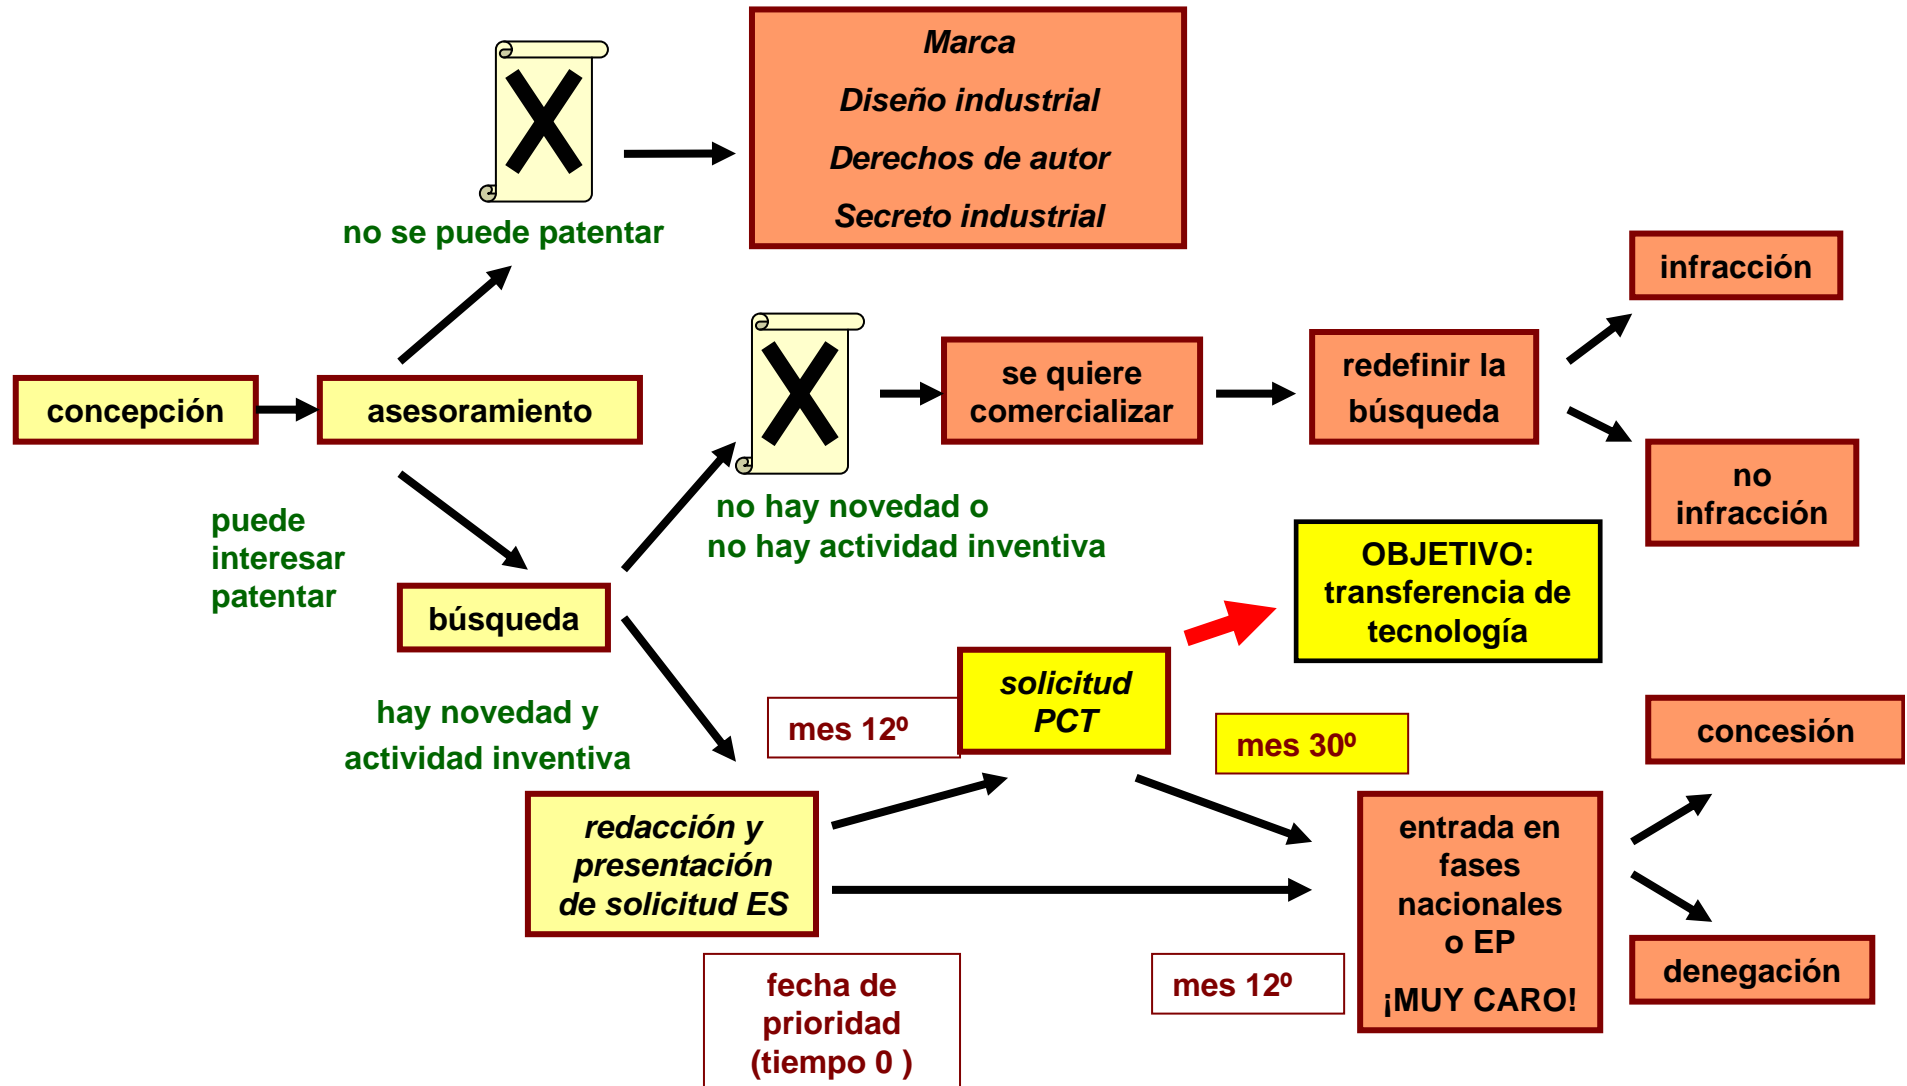 Marca
Diseño industrial
Derechos de autor
Secreto industrial
X
no se puede patentar
infracción
X
se quiere
comercializar
redefinir la
búsqueda
concepción
asesoramiento
no
infracción
no hay novedad o
no hay actividad inventiva
puede
interesar
patentar
OBJETIVO:
transferencia de
tecnología
búsqueda
solicitud
PCT
hay novedad y
actividad inventiva
mes 12º
mes 30º
concesión
redacción y
presentación
de solicitud ES
entrada en
fases
nacionales
o EP
¡MUY CARO!
denegación
fecha de
prioridad
(tiempo 0 )
mes 12º